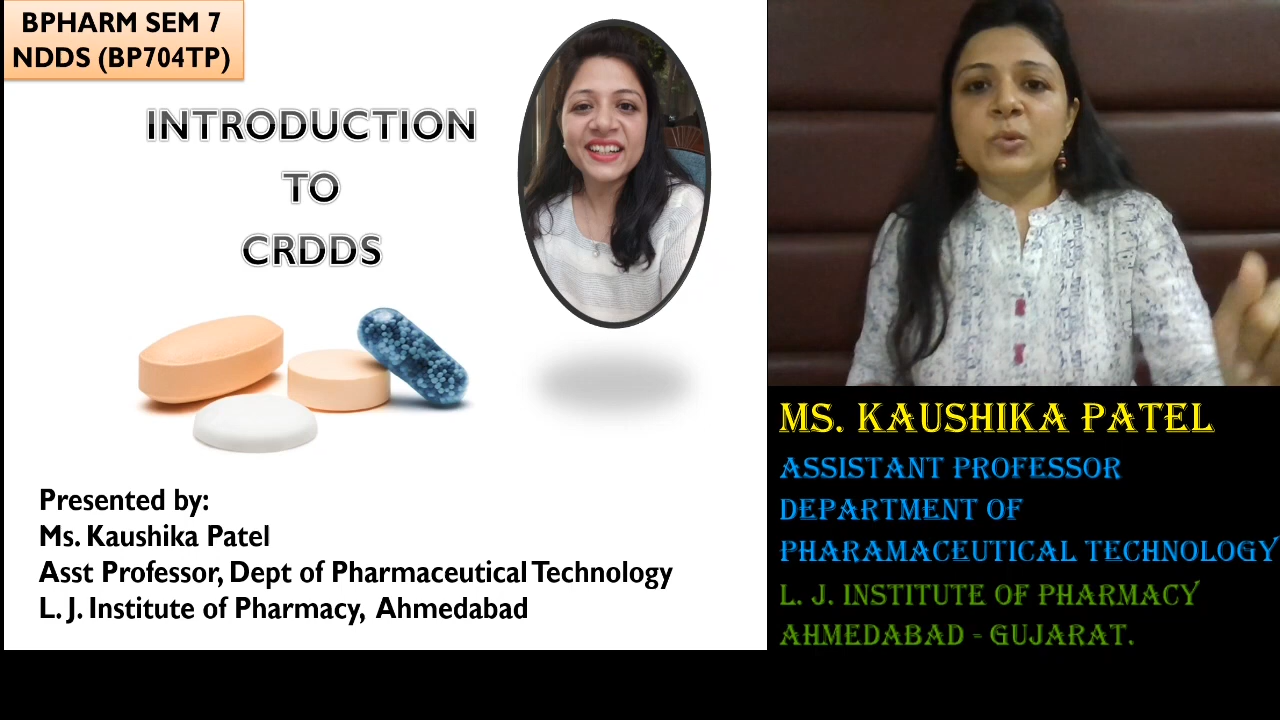 BPHARM SEM 7
NDDS (BP704TP)
INTRODUCTION
TO
CRDDS
Presented by:
Ms. Kaushika Patel
Asst Professor, Dept of Pharmaceutical Technology
L. J. Institute of Pharmacy, Ahmedabad
MS. KAUSHIKA PATEL
ASSISTANT PROFESSOR
DEPARTMENT OF
PHARAMACEUTICAL TECHNOLOGY
L. J. INSTITUTE OF PHARMACY
AHMEDABAD - GUJARAT.